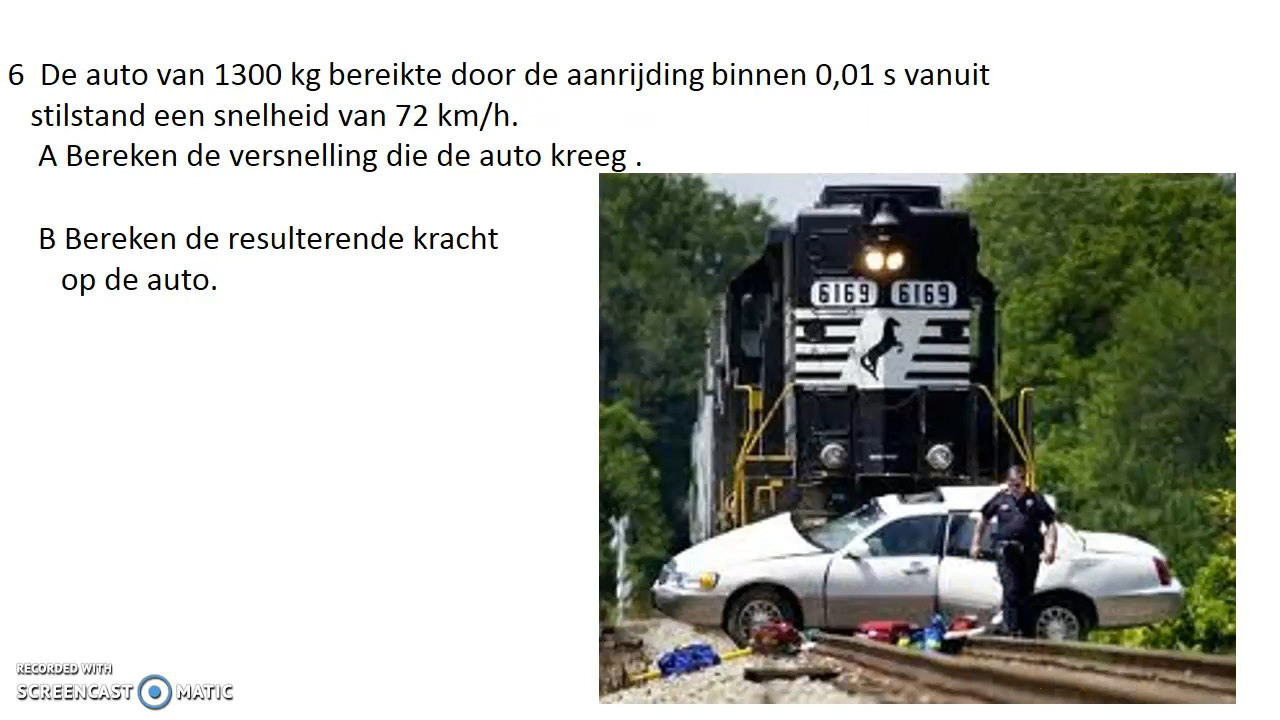 6 De auto van 1300 kg bereikte door de aanrijding binnen 0,01 s vanuit
stilstand een snelheid van 72 km/h.
A Bereken de versnelling die de auto kreeg .
B Bereken de resulterende kracht
op de auto.
6169 6169
RECORDED WITH
SCREENCAST MATIC